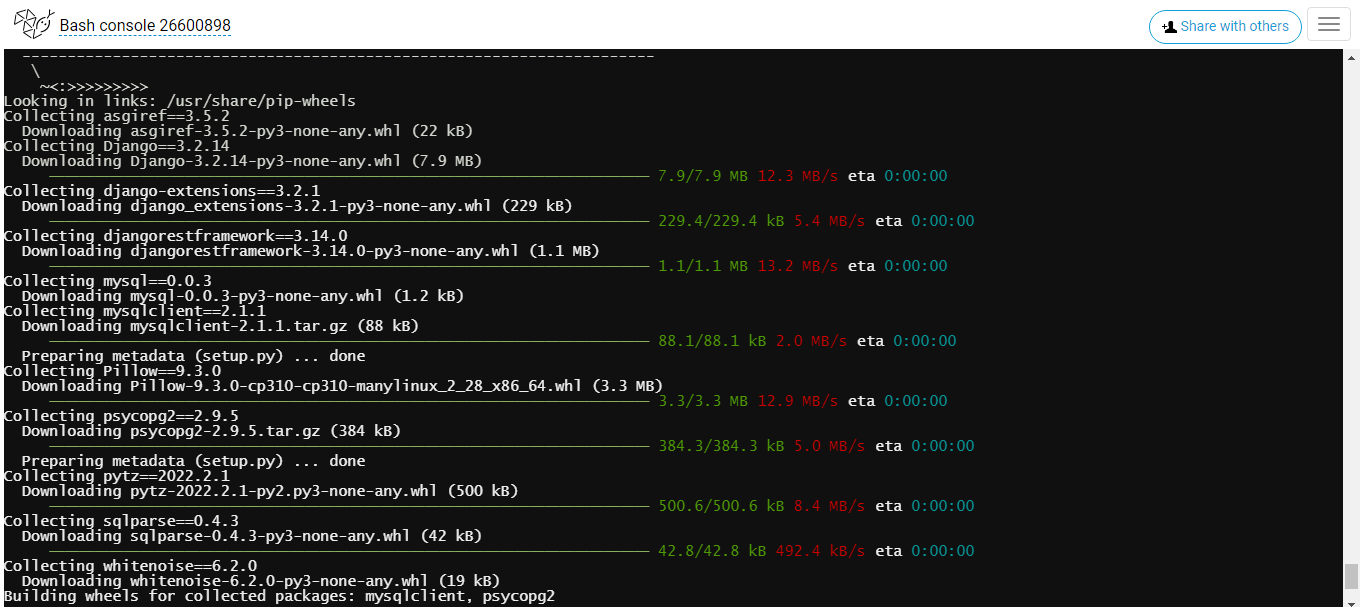 Bash console 26600898
Share with others
\
~<:>>>>>>>>>
Looking in links: /usr/share/pip-wheels
Collecting asgiref==3.5.2
Downloading asgiref-3.5.2-py3-none-any.whl (22 kB)
Collecting Django==3.2.14
Downloading Django-3.2.14-py3-none-any.whl (7.9 MB)
7.9/7.9 MB 12.3 MB/s eta 0:00:00
Collecting django-extensions==3.2.1
Downloading django_extensions-3.2.1-py3-none-any.whl (229 kB)
229.4/229.4 kB 5.4 MB/s eta 0:00:00
Collecting djangorestframework==3.14.0
Downloading djangorestframework-3.14.0-py3-none-any.whl (1.1 MB)
1.1/1.1 MB 13.2 MB/s eta 0:00:00
Collecting mysql==0.0.3
Downloading mysql-0.0.3-py3-none-any.whl (1.2 kB)
Collecting mysqlclient==2.1.1
Downloading mysqlclient-2.1.1.tar.gz (88 kB)
88.1/88.1 kB 2.0 MB/s eta 0:00:00
Preparing metadata (setup.py) ... done
Collecting Pillow==9.3.0
Downloading Pillow-9.3.0-cp310-cp310-manylinux_2_28_x86_64.whl (3.3 MB)
3.3/3.3 MB 12.9 MB/s eta 0:00:00
Collecting psycopg2==2.9.5
Downloading psycopg2-2.9.5.tar.gz (384 kB)
384.3/384.3 kB 5.0 MB/s eta 0:00:00
Preparing metadata (setup.py) ... done
Collecting pytz==2022.2.1
Downloading pytz-2022.2.1-py2.py3-none-any.whl (500 kB)
500.6/500.6 kB 8.4 MB/s eta 0:00:00
Collecting sqlparse==0.4.3
Downloading sqlparse-0.4.3-py3-none-any.whl (42 kB)
42.8/42.8 kB 492.4 kB/s eta 0:00:00
Collecting whitenoise==6.2.0
Downloading whitenoise-6.2.0-py3-none-any.whl (19 kB)
Building wheels for collected packages: mysqlclient, psycopg2